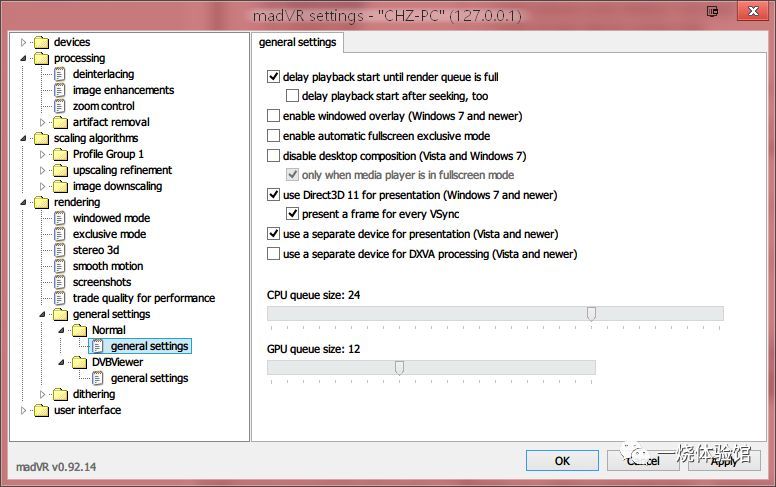 madVR settings - "CHZ-PC" (127.0.0.1)
devices
processing
deinterlacing
image enhancements
zoom control
artifact removal
scaling algorithms
Profile Group 1
upscaling refinement
image downscaling
rendering
windowed mode
exclusive mode
stereo 3d
smooth motion
screenshots
trade quality for performance
general settings
Normal
general settings
DVBViewer
general settings
dithering
user interface
general settings
delay playback start until render queue is full
delay playback start after seeking, too
enable windowed overlay (Windows 7 and newer)
enable automatic fullscreen exclusive mode
disable desktop composition (Vista and Windows 7)
only when media player is in fullscreen mode
use Direct3D 11 for presentation (Windows 7 and newer)
present a frame for every VSync
use a separate device for presentation (Vista and newer)
use a separate device for DXVA processing (Vista and newer)
CPU queue size: 24
GPU queue size: 12
madVR v0.92.14
OK
Cancel
Apply
一烧体验馆